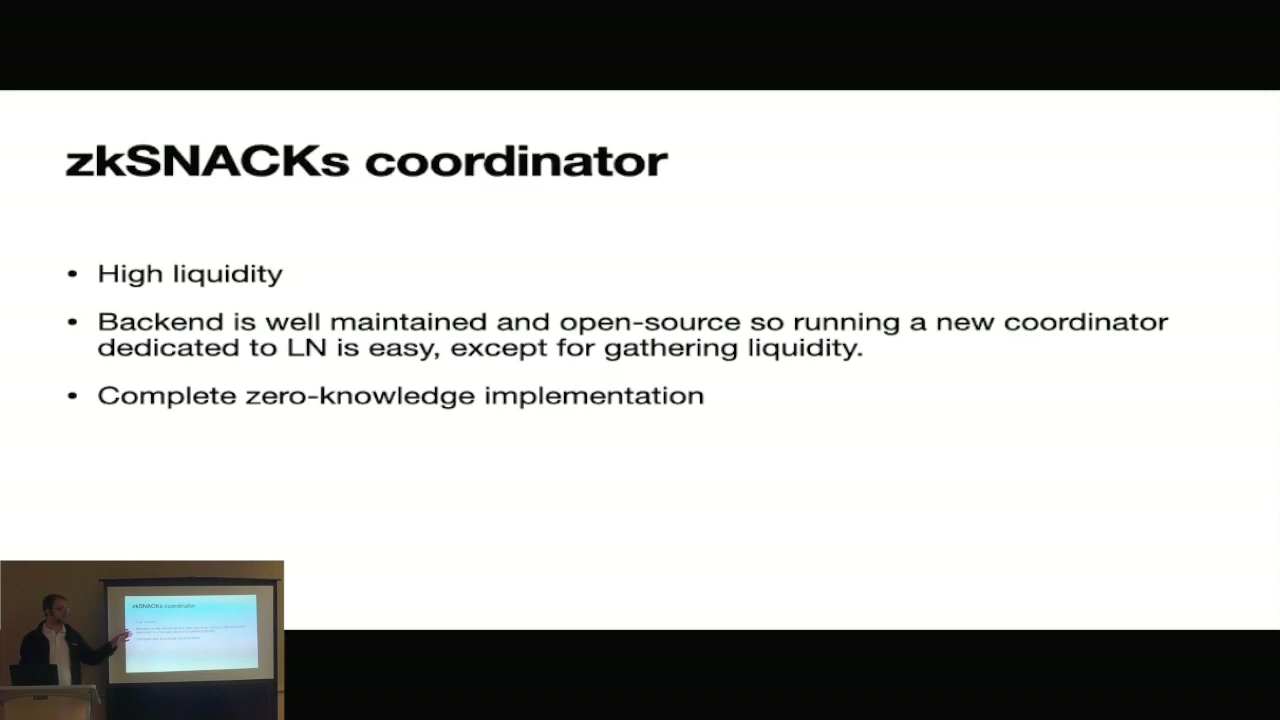 zkSNACKs coordinator
• High liquidity
• Backend is well maintained and open-source so running a new coordinator
dedicated to LN is easy, except for gathering liquidity.
• Complete zero-knowledge implementation
zkSNACKs coordinator